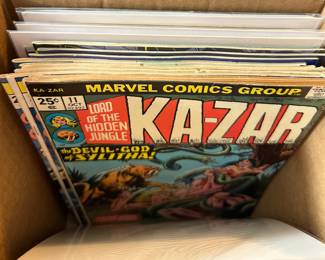 KA-ZAR
MARVEL COMICS GROUP
25¢
11
OCT
LORD
OF THE
HIDDEN
JUNGLE
KA-ZAR
the DEVIL-GOD
of SYLITHA!